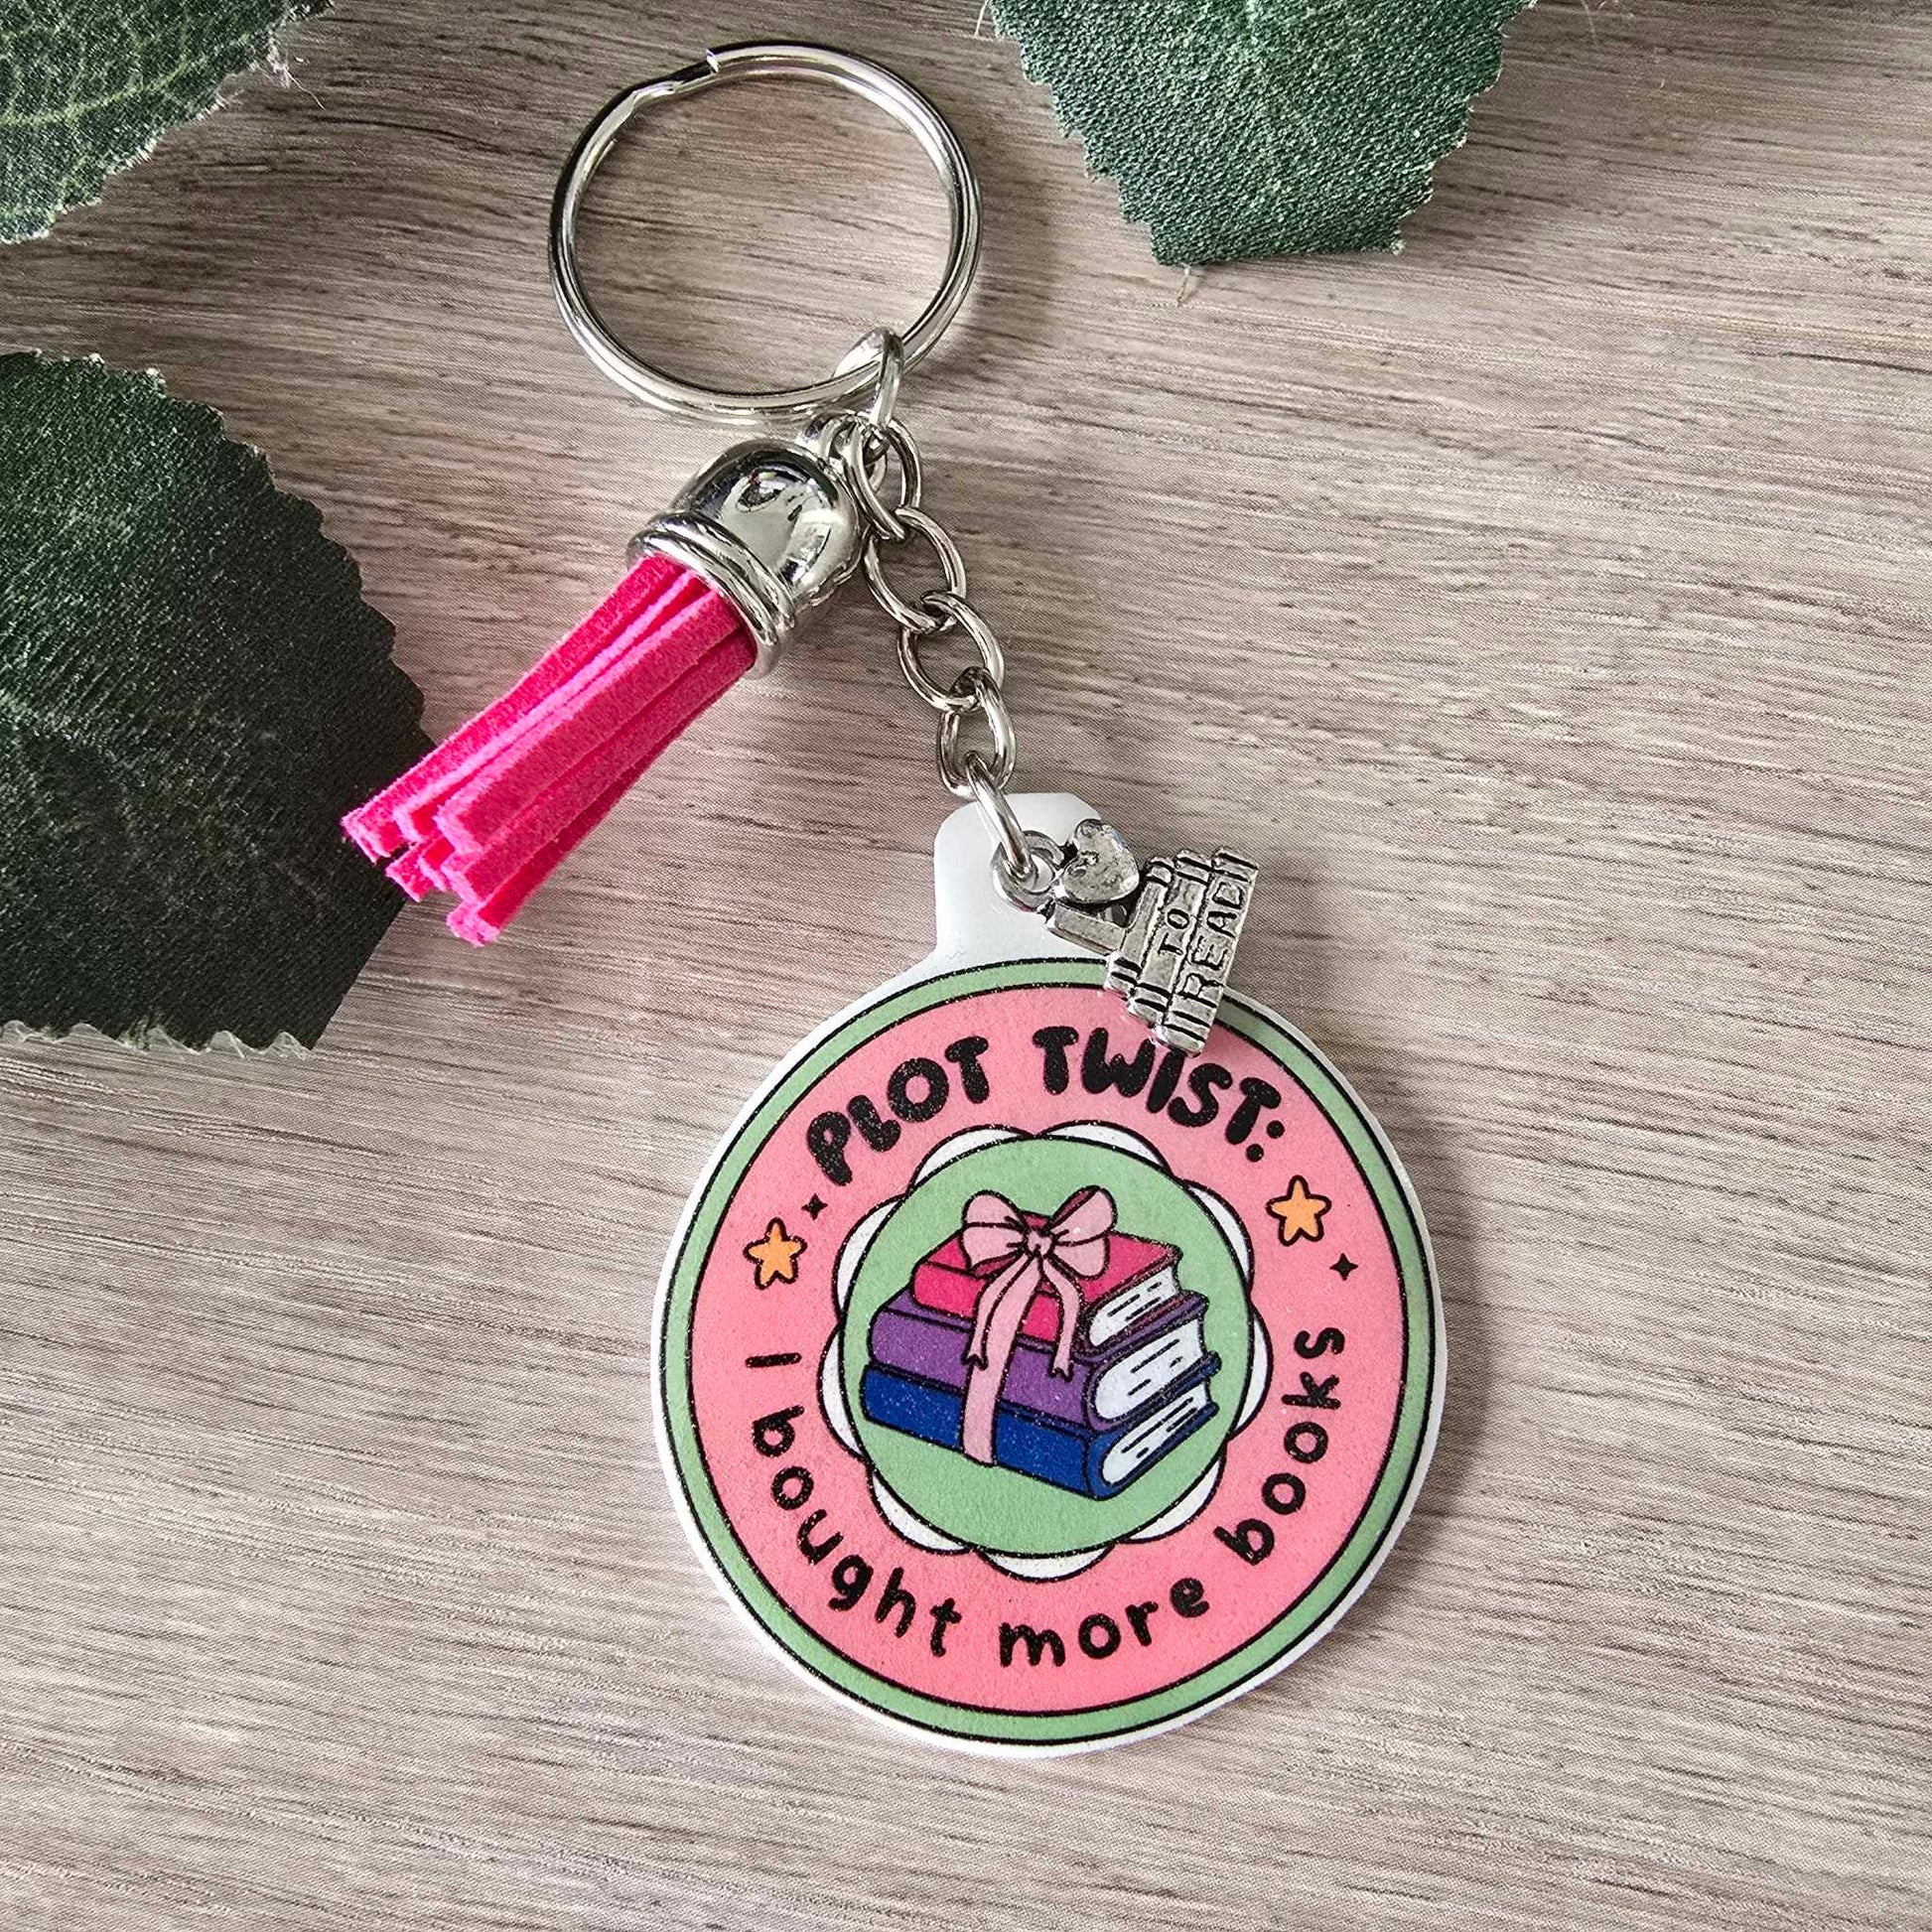 TO
READ
PLOT TWIST:
I bought more books